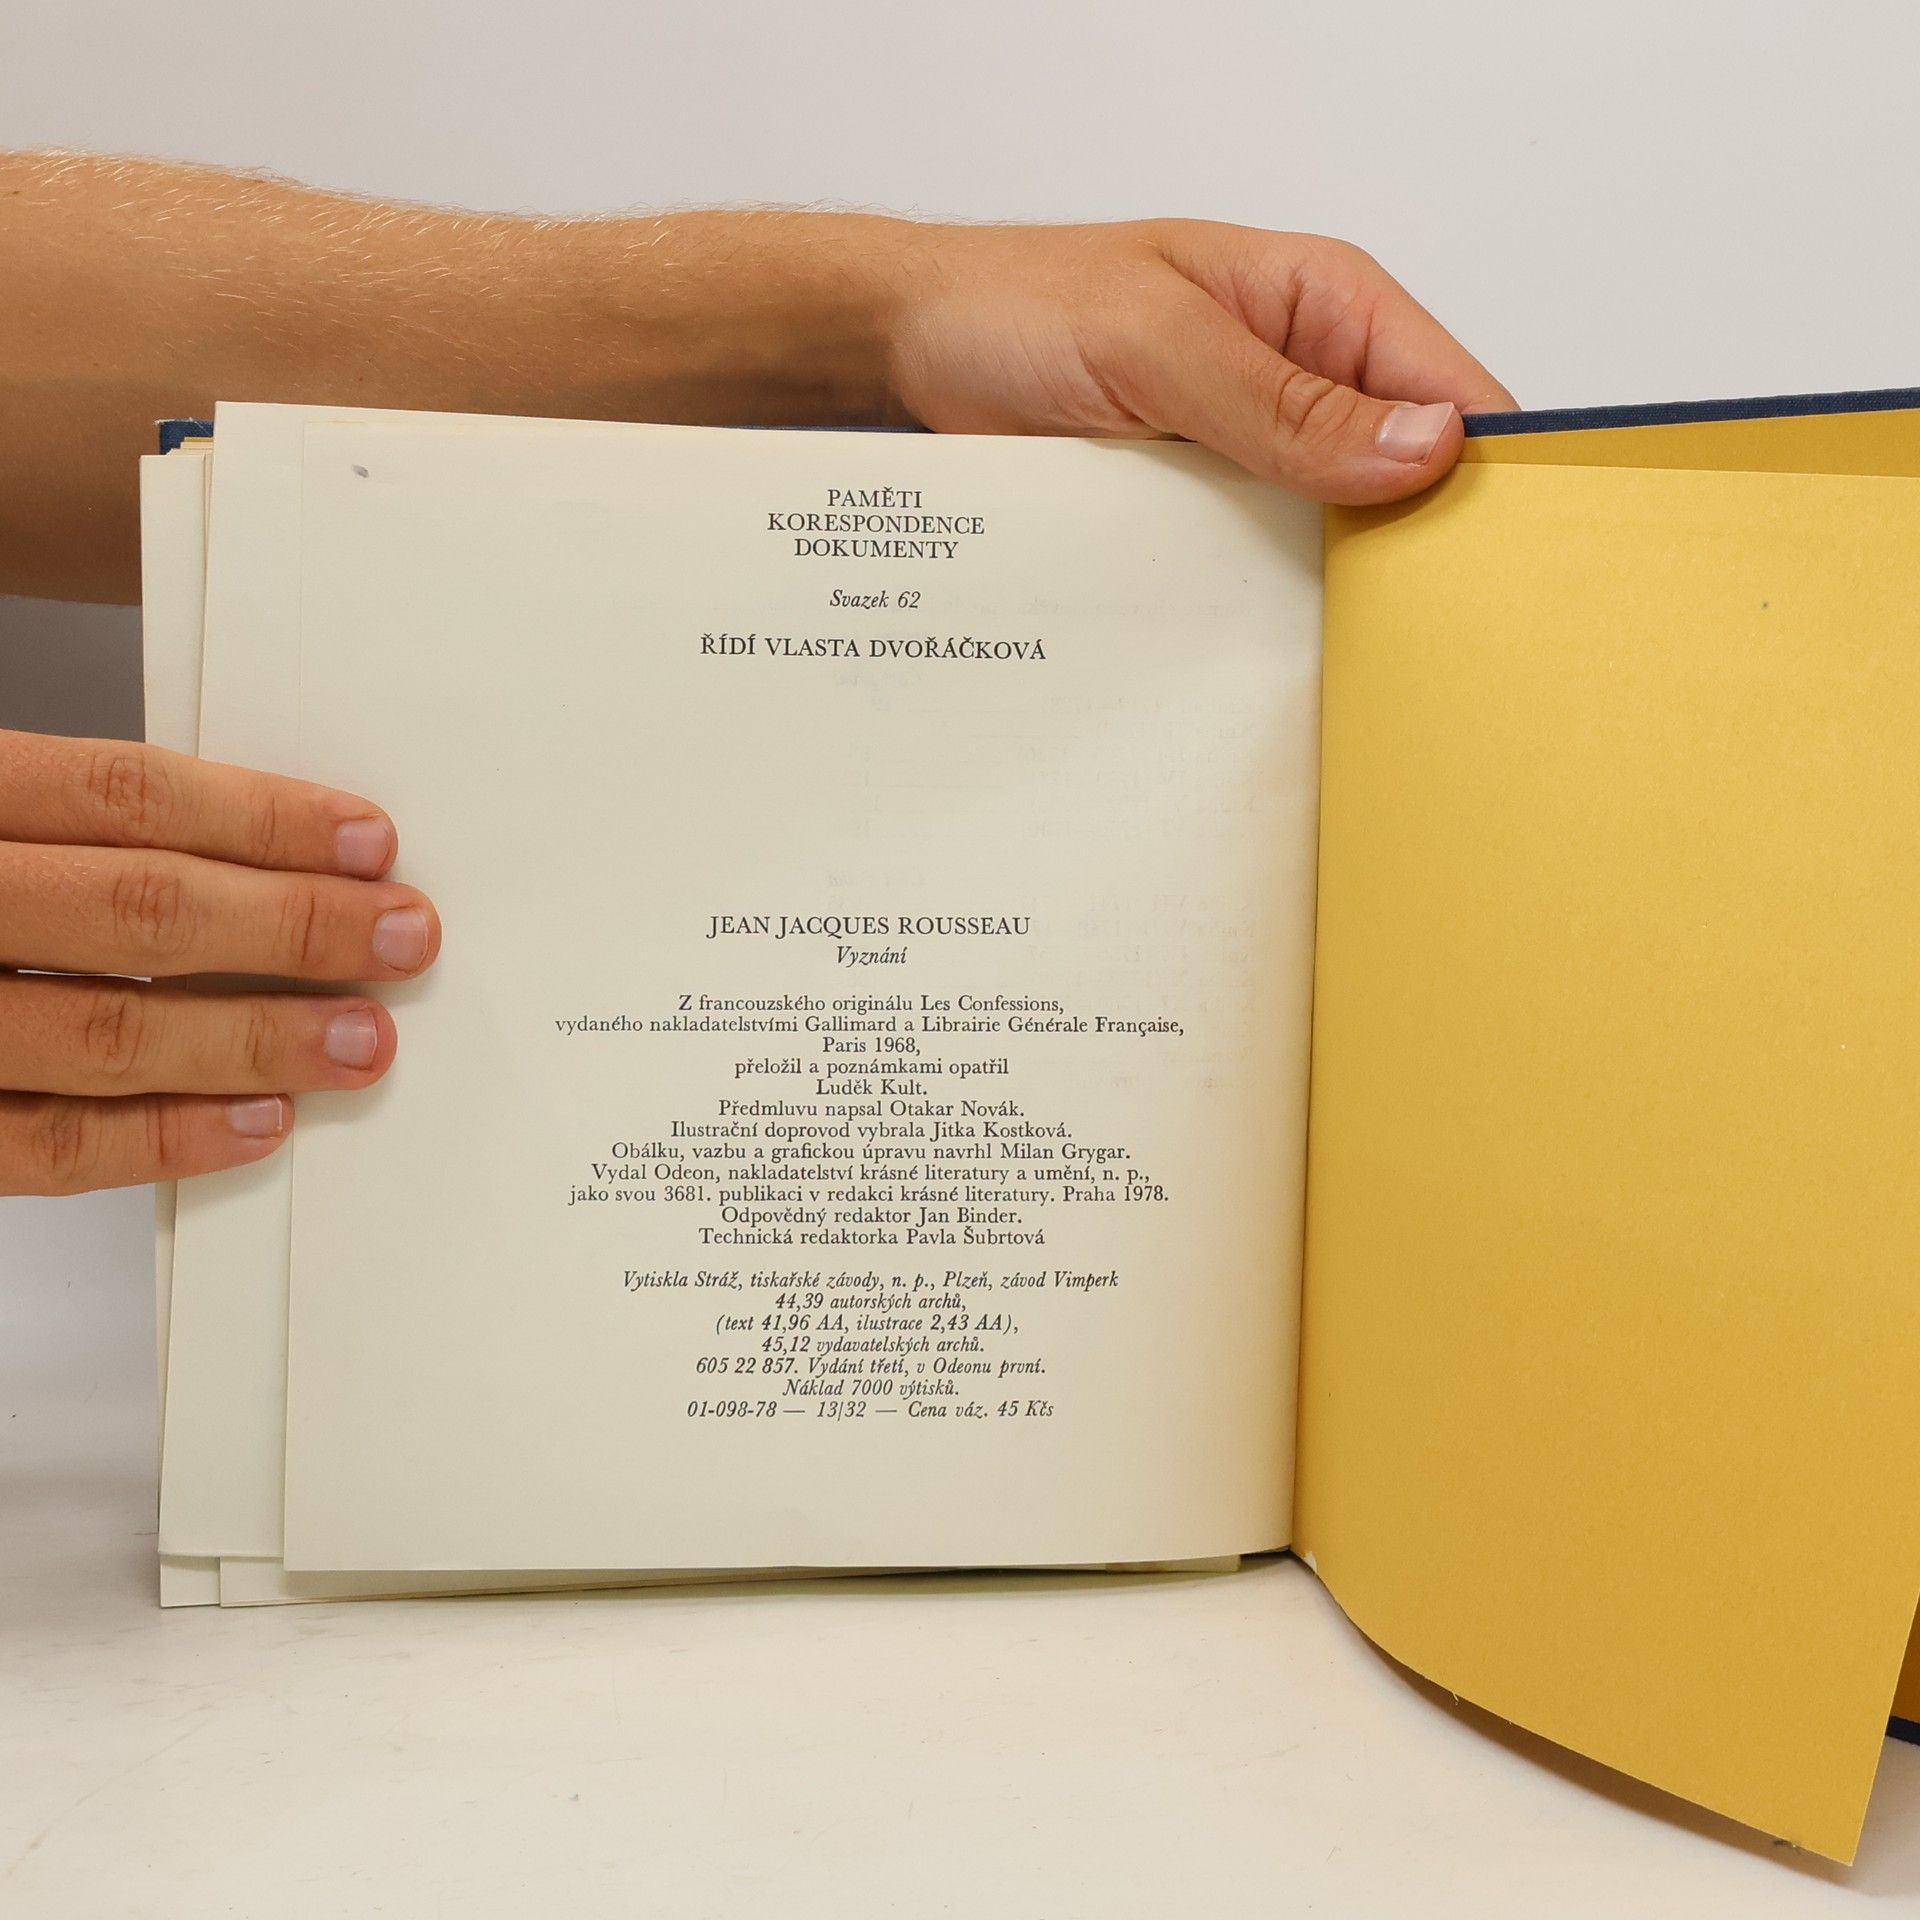 PAMĚTI
KORESPONDENCE
DOKUMENTY
Svazek 62
ŘÍDÍ VLASTA DVOŘÁČKOVÁ
JEAN JACQUES ROUSSEAU
Vyznání
Z francouzského originálu Les Confessions,
vydaného nakladatelstvími Gallimard a Librairie Générale Française,
Paris 1968,
přeložil a poznámkami opatřil
Luděk Kult.
Předmluvu napsal Otakar Novák.
Ilustrační doprovod vybrala Jitka Kostková.
Obálku, vazbu a grafickou úpravu navrhl Milan Grygar.
Vydal Odeon, nakladatelství krásné literatury a umění, n. p.,
jako svou 3681. publikaci v redakci krásné literatury. Praha 1978.
Odpovědný redaktor Jan Binder.
Technická redaktorka Pavla Šubrtová
Vytiskla Stráž, tiskařské závody, n. p., Plzeň, závod Vimperk
44,39 autorských archů,
(text 41,96 AA, ilustrace 2,43 AA),
45,12 vydavatelských archů.
605 22 857. Vydání třetí, v Odeonu první.
Náklad 7000 výtisků.
01-098-78 — 13/32 — Cena váz. 45 Kčs